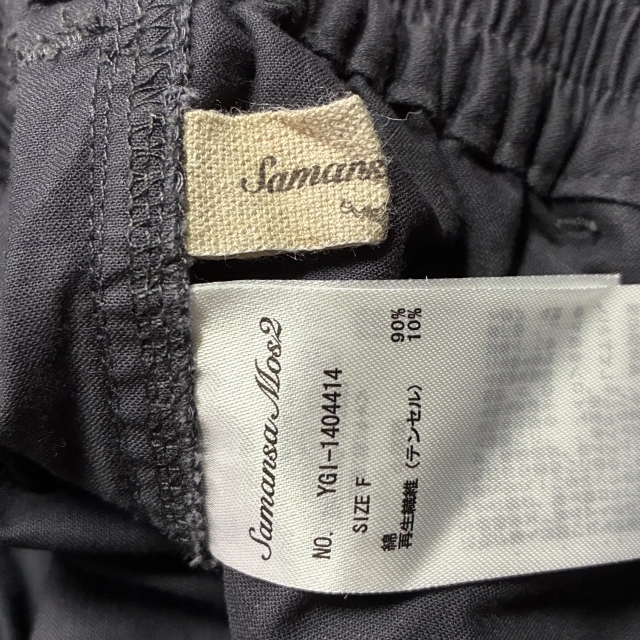 Samansa
Samansa Mos2
NO. YGI-1404414
SIZE F
綿 90%
再生繊維 (テンセル) 10%